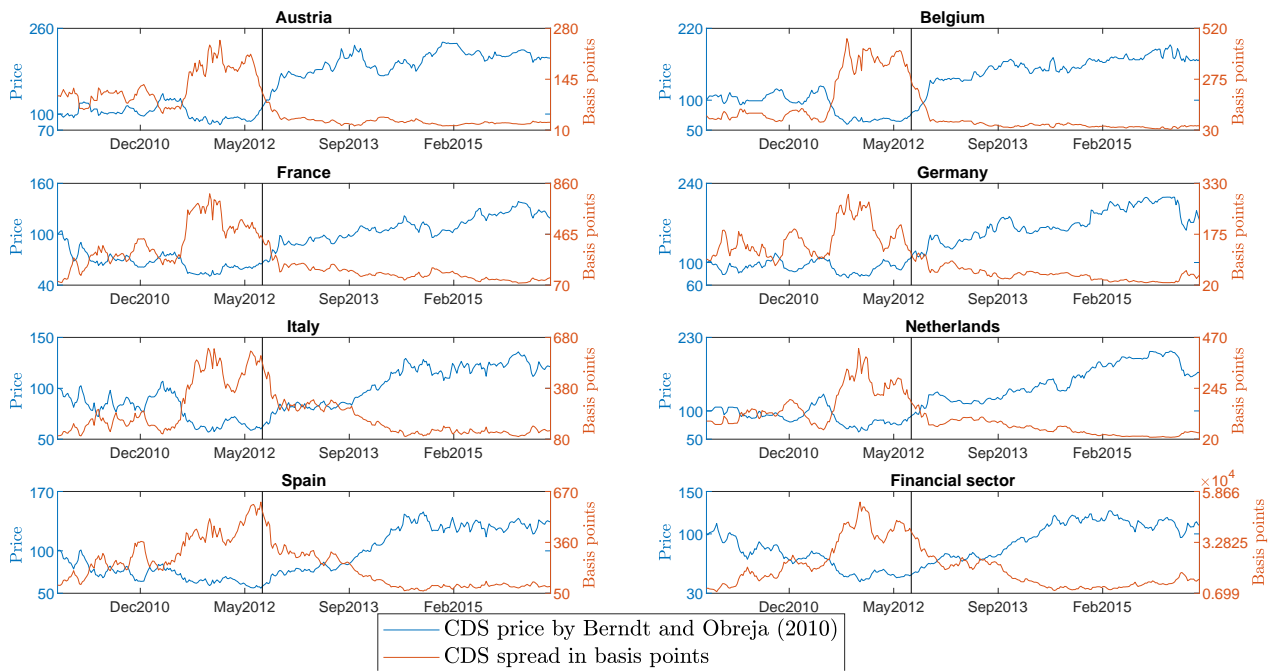 Austria
260
100
70
Price
280
145
10
Basis points
Dec2010 May2012 Sep2013 Feb2015
Belgium
220
100
50
Price
520
275
30
Basis points
Dec2010 May2012 Sep2013 Feb2015
France
160
100
40
Price
860
465
70
Basis points
Dec2010 May2012 Sep2013 Feb2015
Germany
240
100
60
Price
330
175
20
Basis points
Dec2010 May2012 Sep2013 Feb2015
Italy
150
100
50
Price
680
380
80
Basis points
Dec2010 May2012 Sep2013 Feb2015
Netherlands
230
100
50
Price
470
245
20
Basis points
Dec2010 May2012 Sep2013 Feb2015
Spain
170
100
50
Price
670
360
50
Basis points
Dec2010 May2012 Sep2013 Feb2015
Financial sector
150
100
30
Price
×10⁴
5.866
3.2825
0.699
Basis points
Dec2010 May2012 Sep2013 Feb2015
CDS price by Berndt and Obreja (2010)
CDS spread in basis points